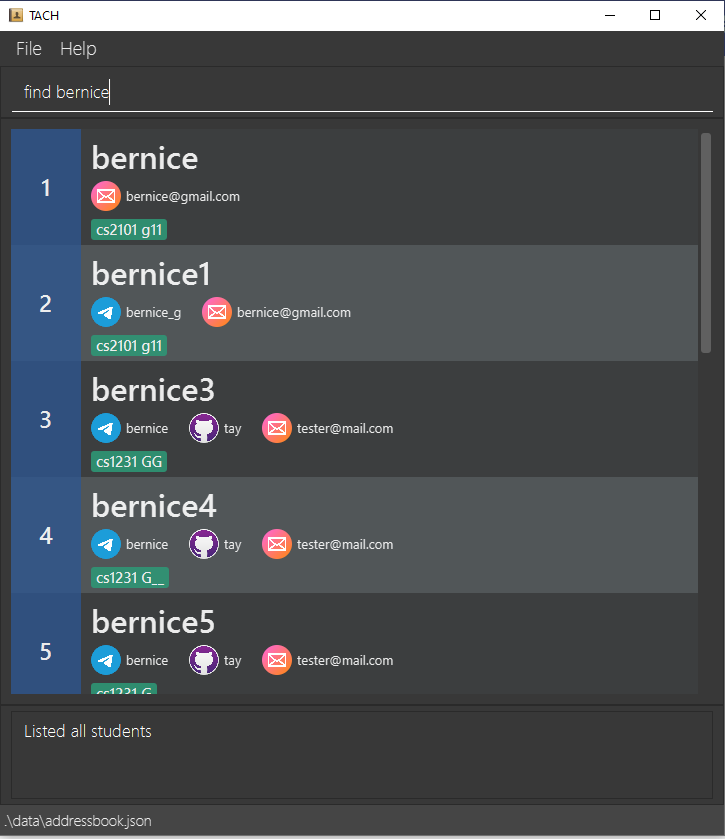 TACH
File Help
find bernice
1
bernice
bernice@gmail.com
cs2101 g11
2
bernice1
bernice_g bernice@gmail.com
cs2101 g11
3
bernice3
bernice tay tester@mail.com
cs1231 GG
4
bernice4
bernice tay tester@mail.com
cs1231 G__
5
bernice5
bernice tay tester@mail.com
cs1231 G
Listed all students
.\data\addressbook.json